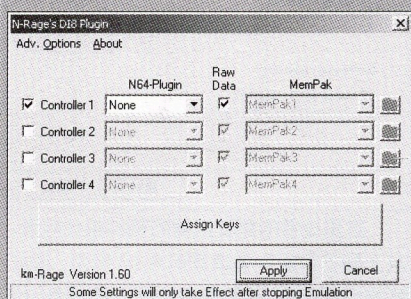 N-Rage's DI8 Plugin
Adv. Options About
N64-Plugin Raw Data MemPak
Controller 1 None MemPak1
Controller 2 None MemPak2
Controller 3 None MemPak3
Controller 4 None MemPak4
Assign Keys
km-Rage Version 1.60 Apply Cancel
Some Settings will only take Effect after stopping Emulation